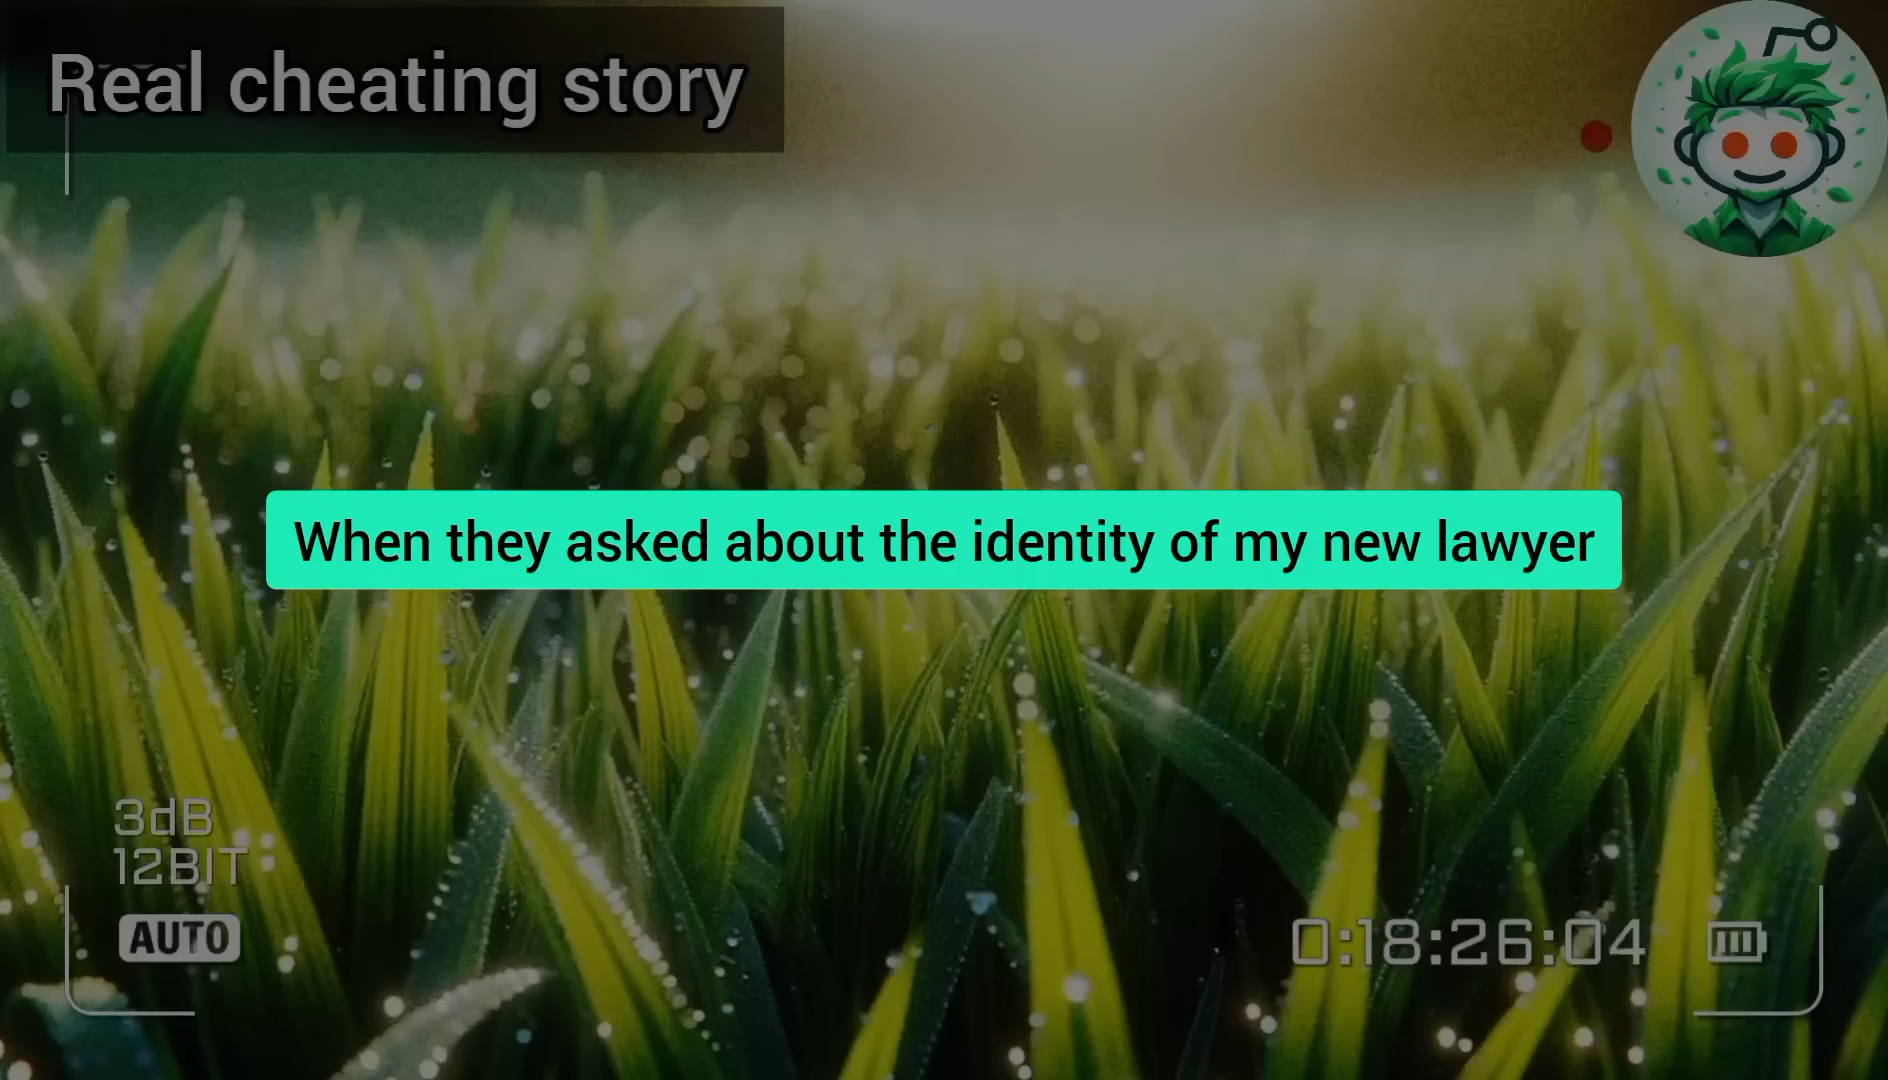 Real cheating story
When they asked about the identity of my new lawyer
3dB
12BIT
AUTO
0:18:26:04